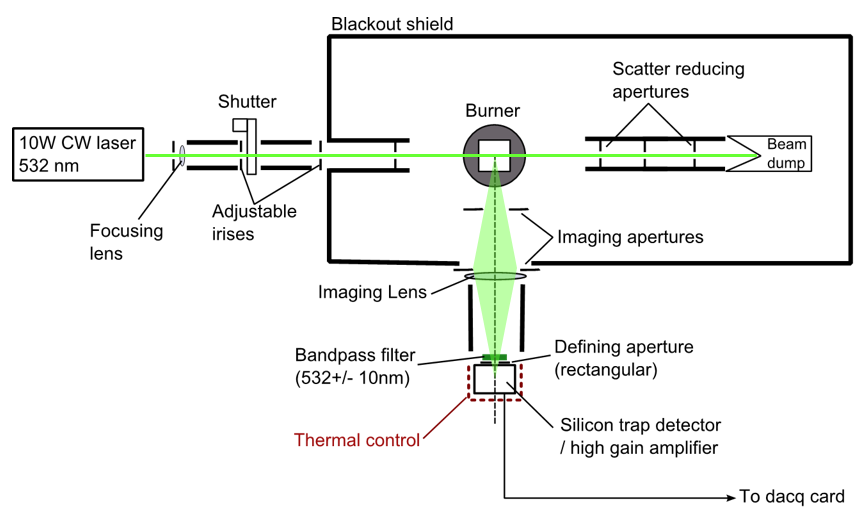 Blackout shield
Scatter reducing
apertures
Shutter
Burner
10W CW laser
532 nm
Beam
dump
Focusing
lens
Adjustable
irises
Imaging apertures
Imaging Lens
Bandpass filter
(532+/- 10nm)
Defining aperture
(rectangular)
Thermal control
Silicon trap detector
/ high gain amplifier
To dacq card